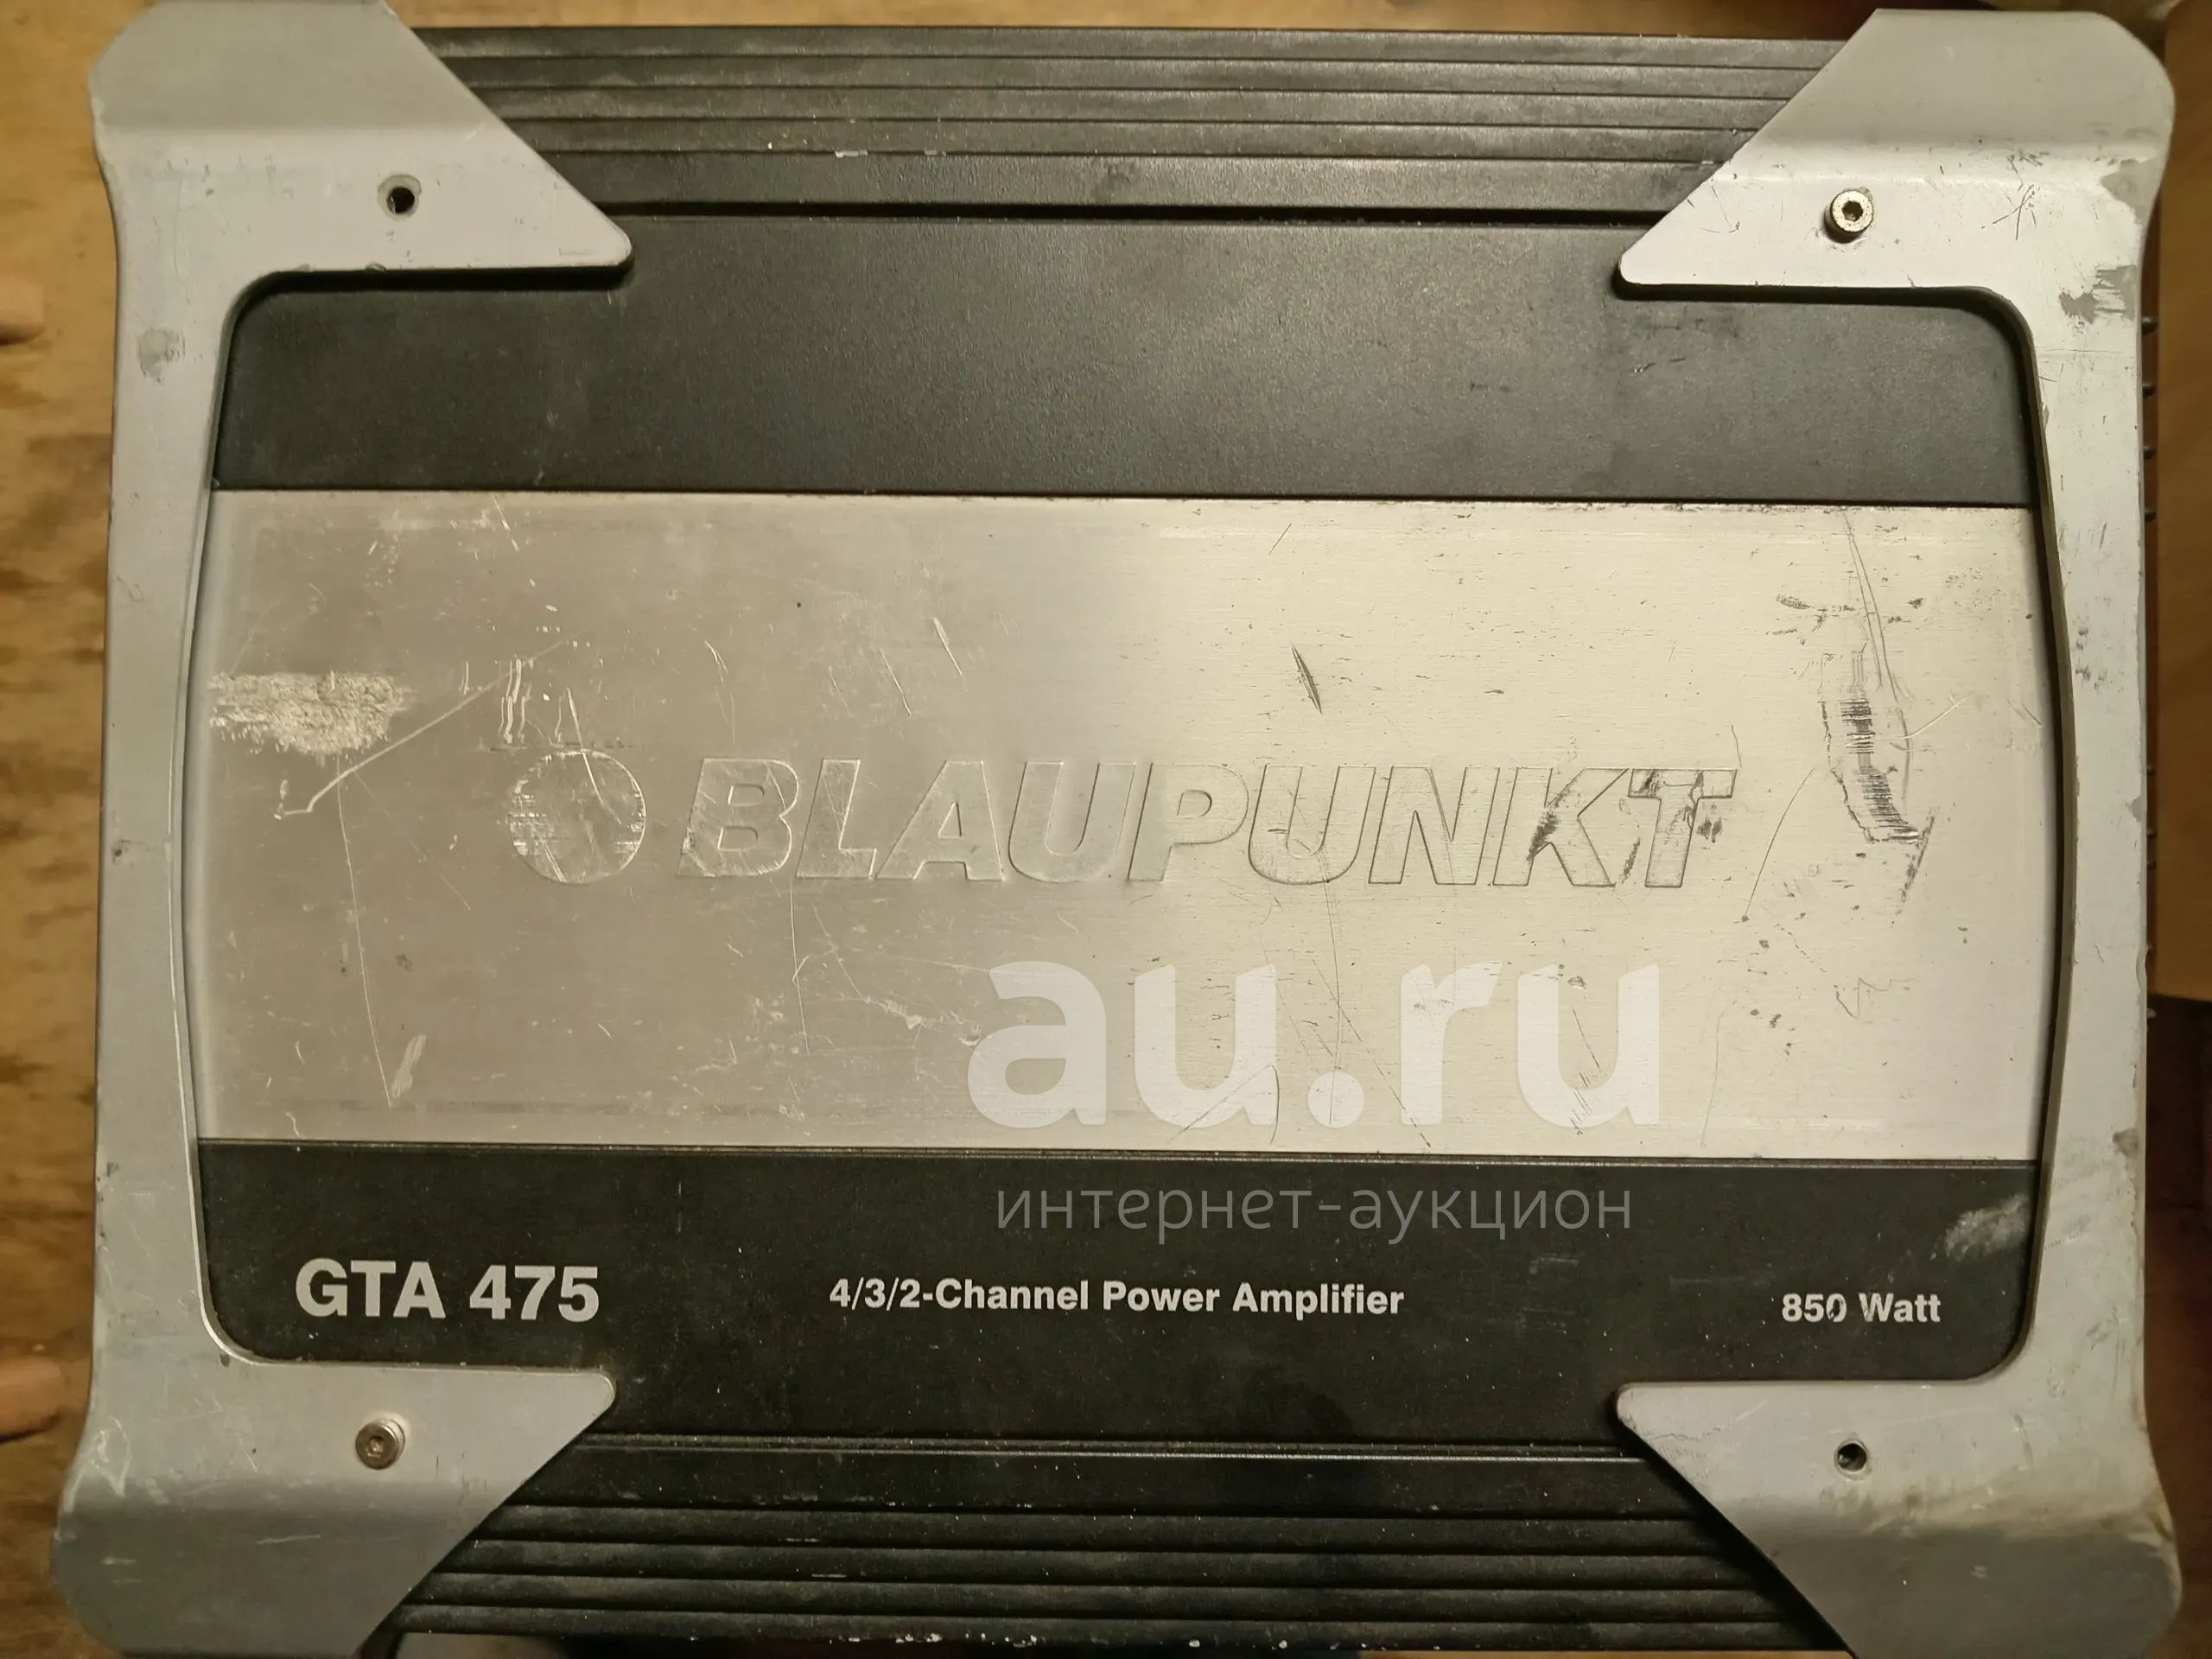 BLAUPUNKT
au.ru
интернет-аукцион
GTA 475
4/3/2-Channel Power Amplifier
850 Watt